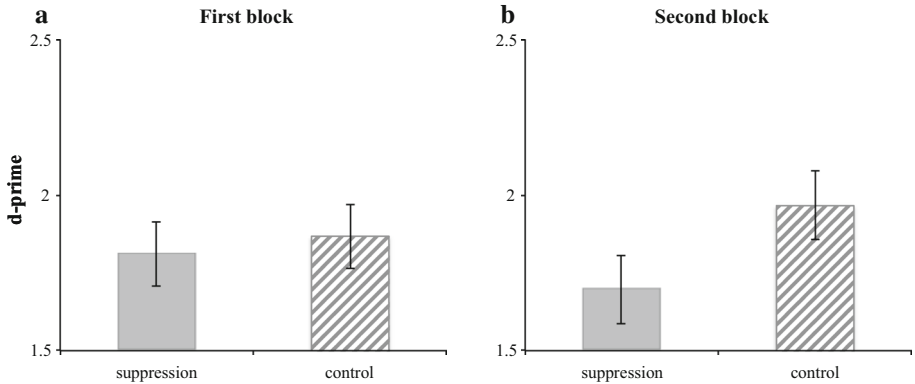 a First block
2.5
2
1.5
d-prime
suppression control
b Second block
2.5
2
1.5
suppression control